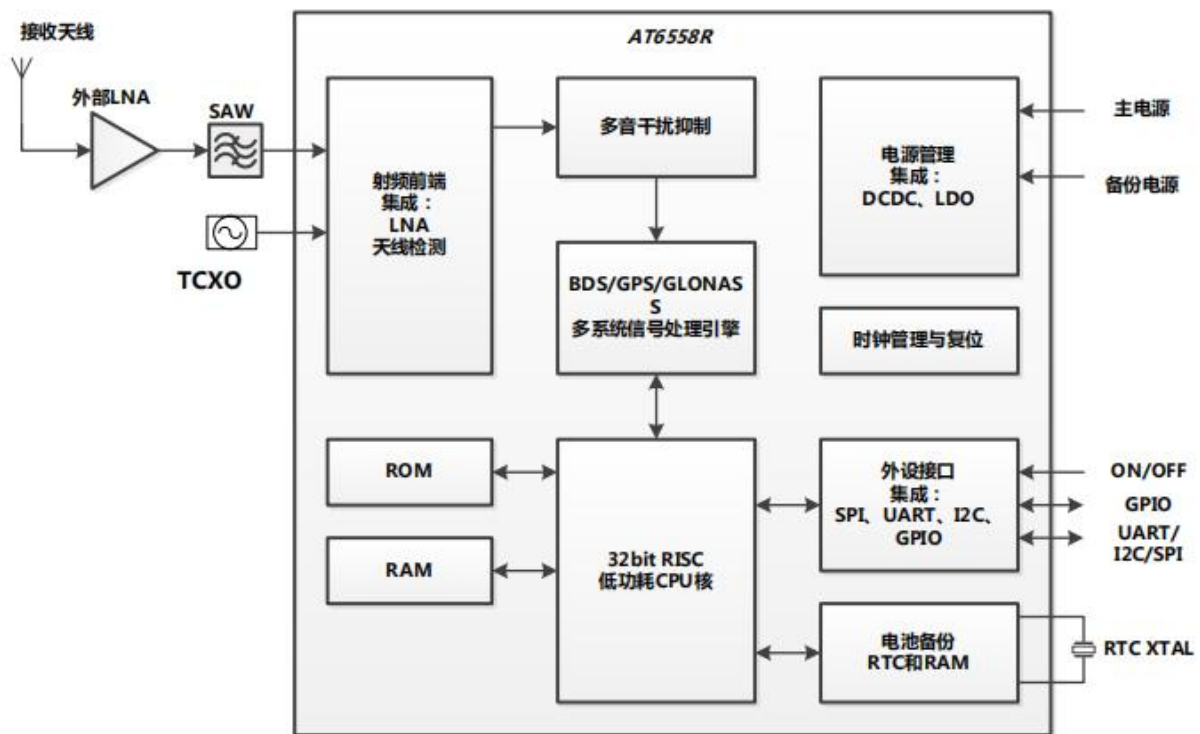 AT6558R
接收天线
外部LNA
SAW
TCXO
射频前端
集成：
LNA
天线检测
多音干扰抑制
BDS/GPS/GLONAS
S
多系统信号处理引擎
电源管理
集成：
DCDC、LDO
主电源
备份电源
时钟管理与复位
ROM
RAM
32bit RISC
低功耗CPU核
外设接口
集成：
SPI、UART、I2C、
GPIO
ON/OFF
GPIO
UART/
I2C/SPI
电池备份
RTC和RAM
RTC XTAL